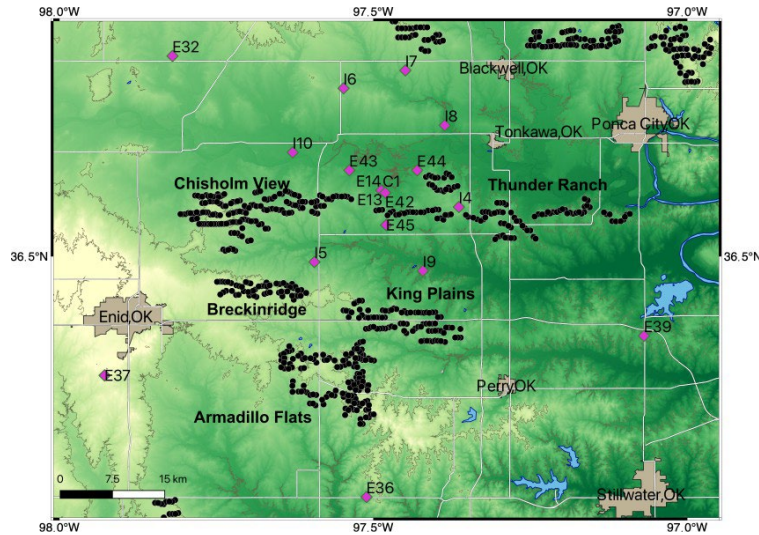 98.0°W 97.5°W 97.0°W
E32
I7
Blackwell,OK
I6
I8
Ponca City,OK
Tonkawa,OK
I10
E43 E44
Chisholm View E14 C1 Thunder Ranch
E13 E42 I4
E45
36.5°N 36.5°N
I5
I9
King Plains
Breckinridge
Enid,OK
E39
E37 Perry,OK
Armadillo Flats
0 7.5 15 km
E36 Stillwater,OK
98.0°W 97.5°W 97.0°W